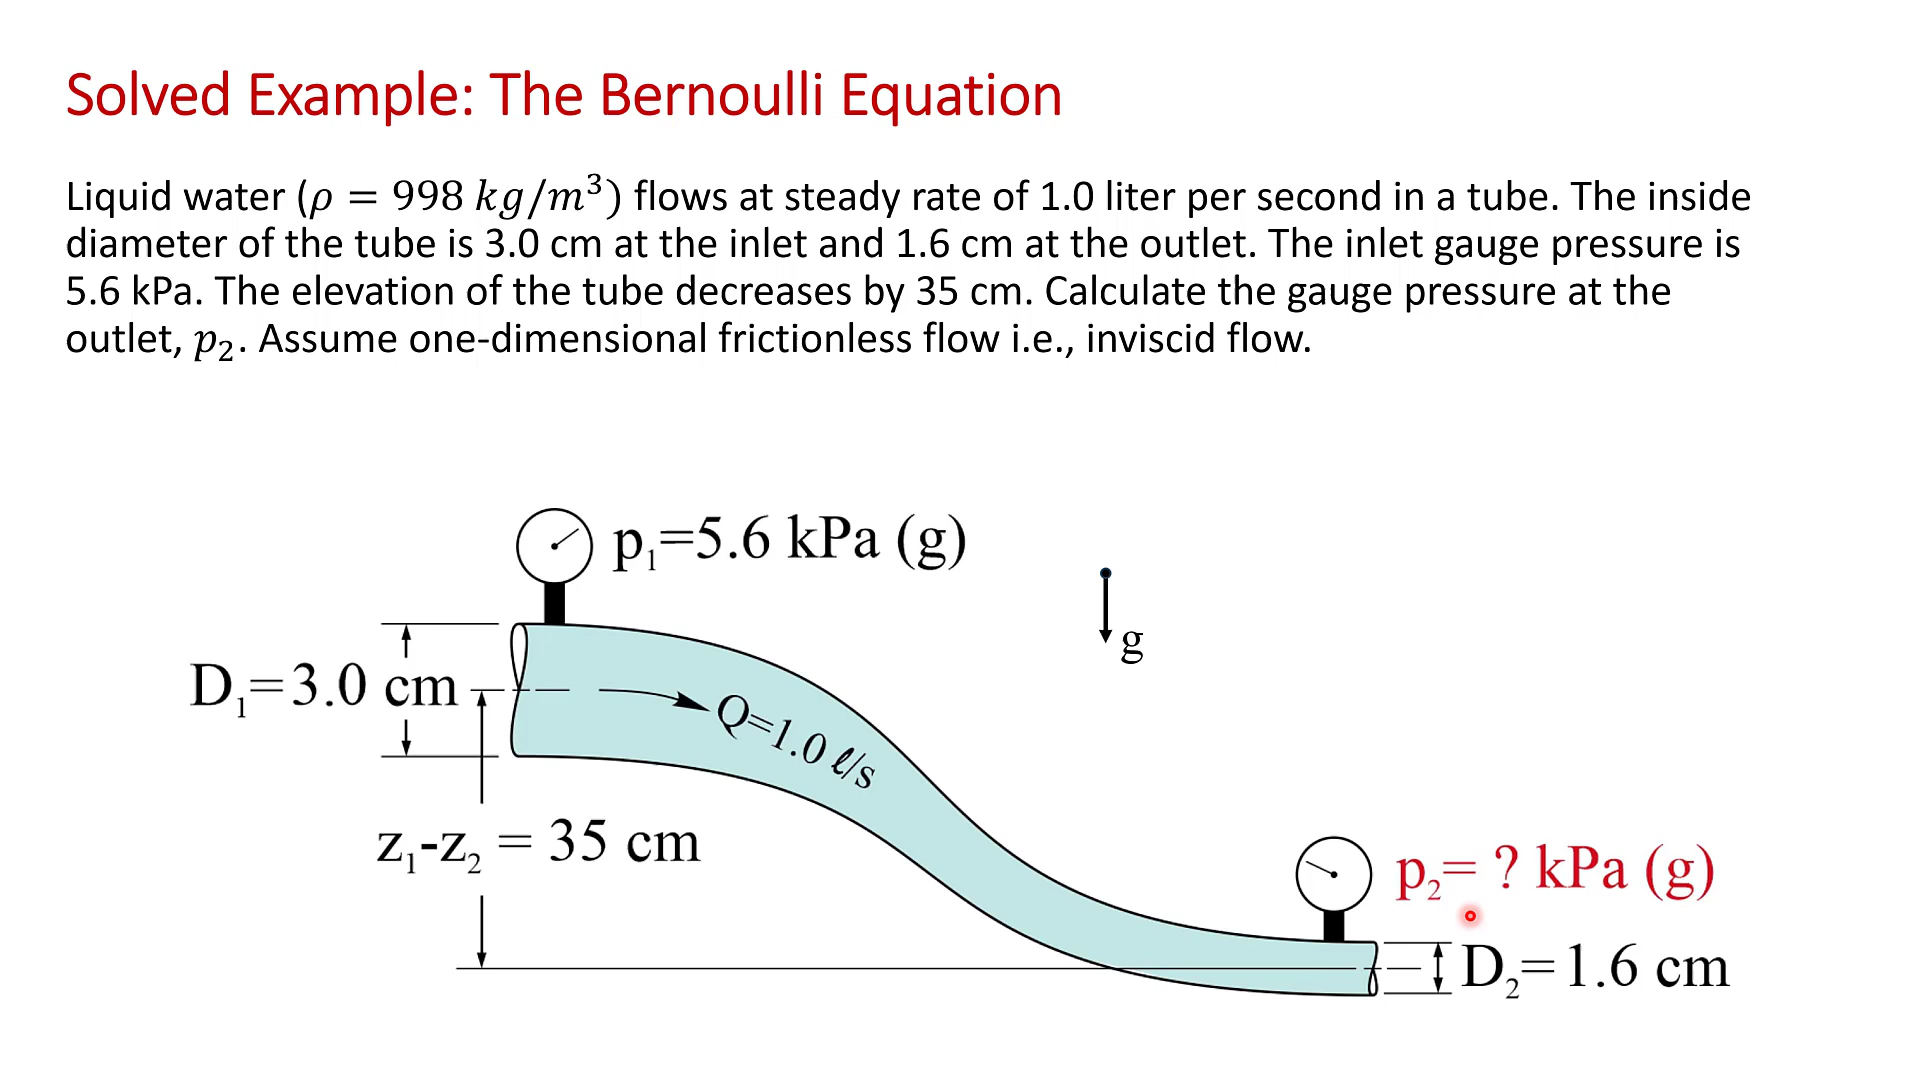 Solved Example: The Bernoulli Equation
Liquid water (ρ = 998 kg/m³) flows at steady rate of 1.0 liter per second in a tube. The inside
diameter of the tube is 3.0 cm at the inlet and 1.6 cm at the outlet. The inlet gauge pressure is
5.6 kPa. The elevation of the tube decreases by 35 cm. Calculate the gauge pressure at the
outlet, p₂. Assume one-dimensional frictionless flow i.e., inviscid flow.
p₁=5.6 kPa (g)
g
D₁=3.0 cm
Q=1.0 ℓ/s
z₁-z₂ = 35 cm
p₂= ? kPa (g)
D₂=1.6 cm